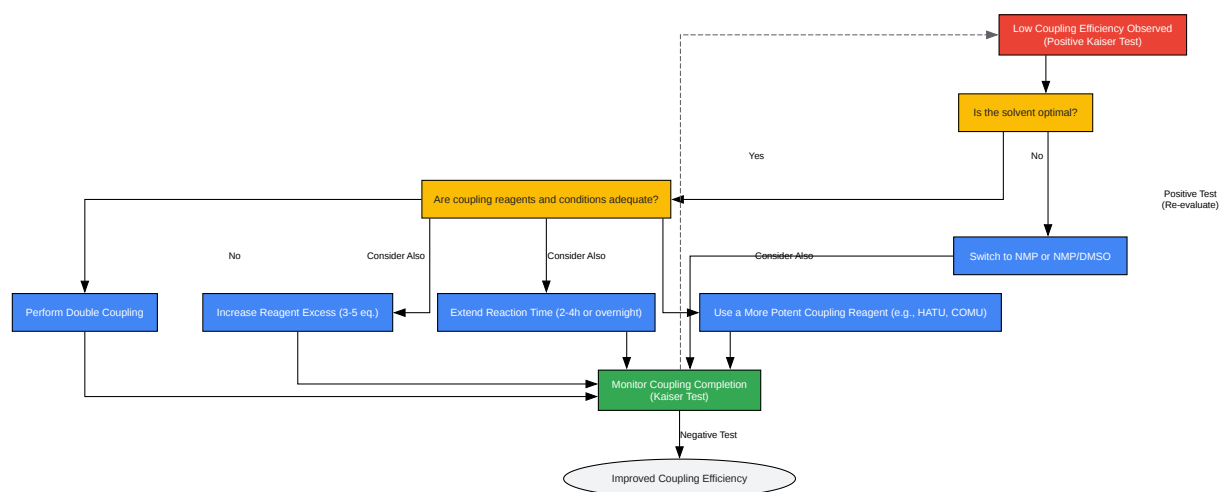 Low Coupling Efficiency Observed
(Positive Kaiser Test)
Is the solvent optimal?
Yes
No
Are coupling reagents and conditions adequate?
Positive Test
(Re-evaluate)
No
Consider Also
Consider Also
Consider Also
Switch to NMP or NMP/DMSO
Perform Double Coupling
Increase Reagent Excess (3-5 eq.)
Extend Reaction Time (2-4h or overnight)
Use a More Potent Coupling Reagent (e.g., HATU, COMU)
Monitor Coupling Completion
(Kaiser Test)
Negative Test
Improved Coupling Efficiency